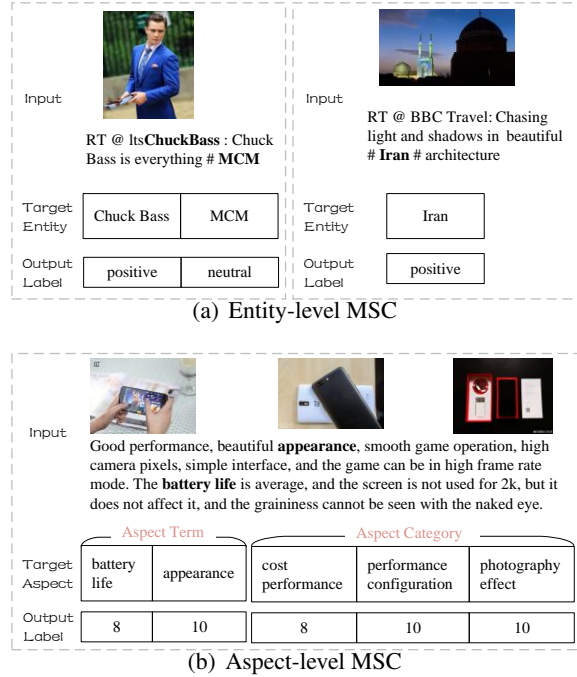 Input
RT @ ltsChuckBass : Chuck
Bass is everything # MCM
Target
Entity
Chuck Bass
MCM
Output
Label
positive
neutral
Input
RT @ BBC Travel: Chasing
light and shadows in beautiful
# Iran # architecture
Target
Entity
Iran
Output
Label
positive
(a) Entity-level MSC
Input
Good performance, beautiful appearance, smooth game operation, high
camera pixels, simple interface, and the game can be in high frame rate
mode. The battery life is average, and the screen is not used for 2k, but it
does not affect it, and the graininess cannot be seen with the naked eye.
Aspect Term
Aspect Category
Target
Aspect
battery
life
appearance
cost
performance
performance
configuration
photography
effect
Output
Label
8
10
8
10
10
(b) Aspect-level MSC